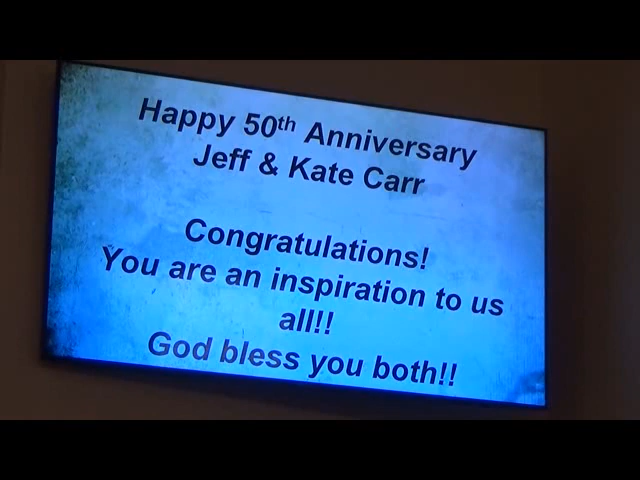 Happy 50th Anniversary
Jeff & Kate Carr
Congratulations!
You are an inspiration to us
all!!
God bless you both!!